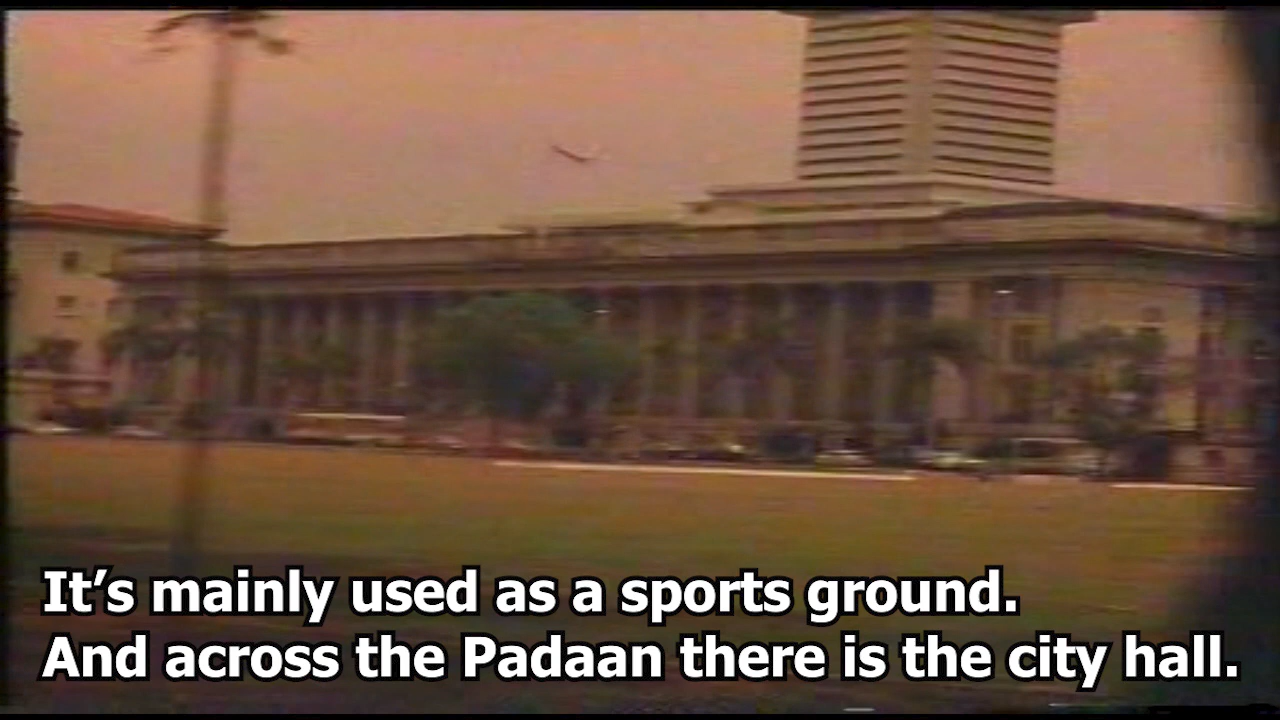 It’s mainly used as a sports ground.
And across the Padaan there is the city hall.